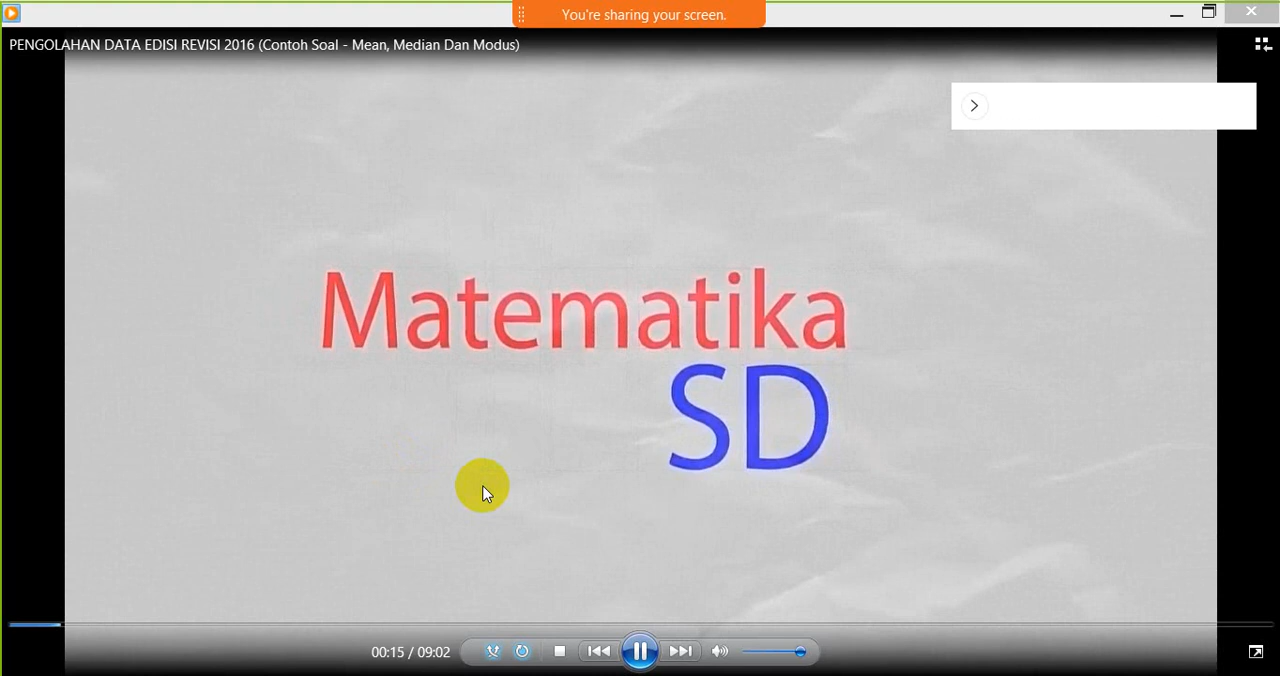 You're sharing your screen.
PENGOLAHAN DATA EDISI REVISI 2016 (Contoh Soal - Mean, Median Dan Modus)
Matematika
SD
00:15 / 09:02